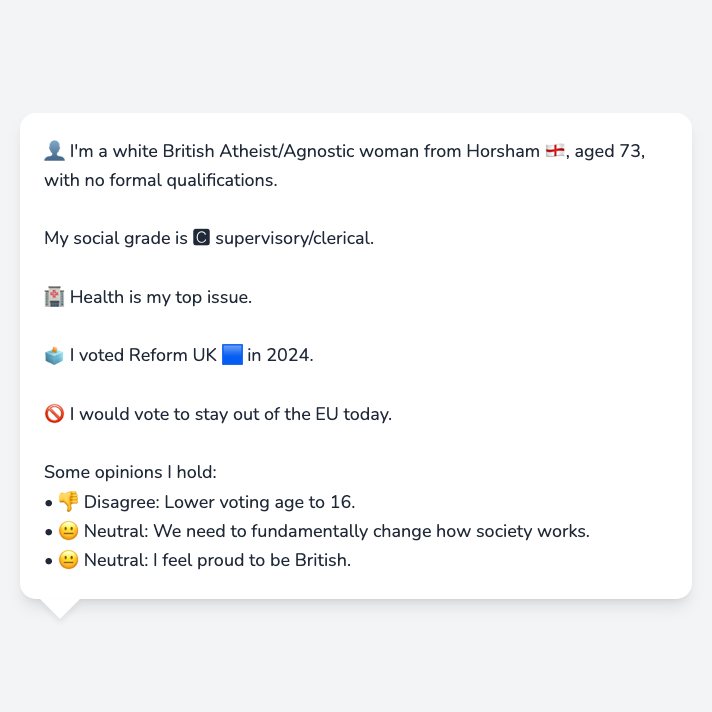 👤 I'm a white British Atheist/Agnostic woman from Horsham 🏴󠁧󠁢󠁥󠁮󠁧󠁿, aged 73,
with no formal qualifications.
My social grade is 🅲 supervisory/clerical.
🏥 Health is my top issue.
🗳️ I voted Reform UK 🟦 in 2024.
🚫 I would vote to stay out of the EU today.
Some opinions I hold:
• 👎 Disagree: Lower voting age to 16.
• 😐 Neutral: We need to fundamentally change how society works.
• 😐 Neutral: I feel proud to be British.